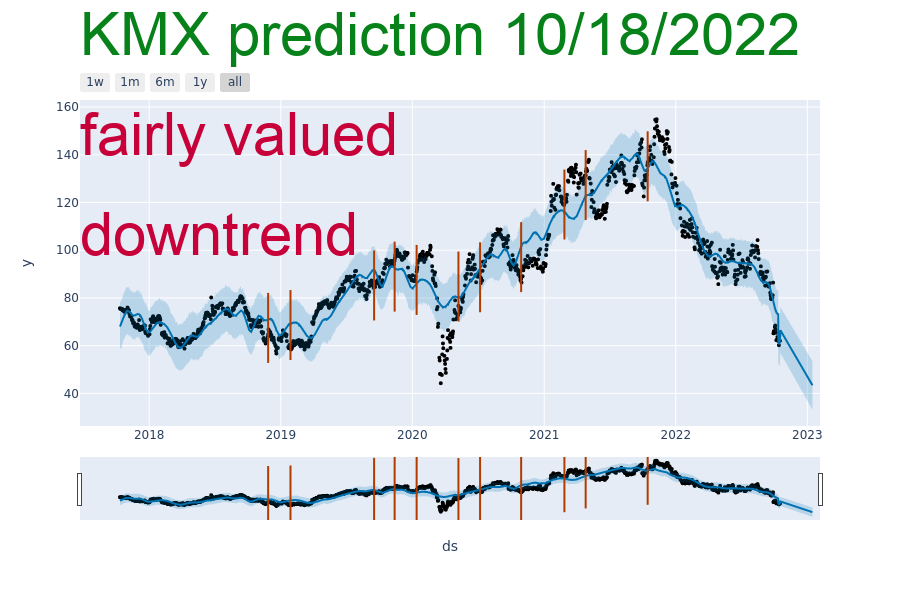 KMX prediction 10/18/2022
1w 1m 6m 1y all
fairly valued
downtrend
160
140
120
100
80
60
40
y
2018 2019 2020 2021 2022 2023
ds